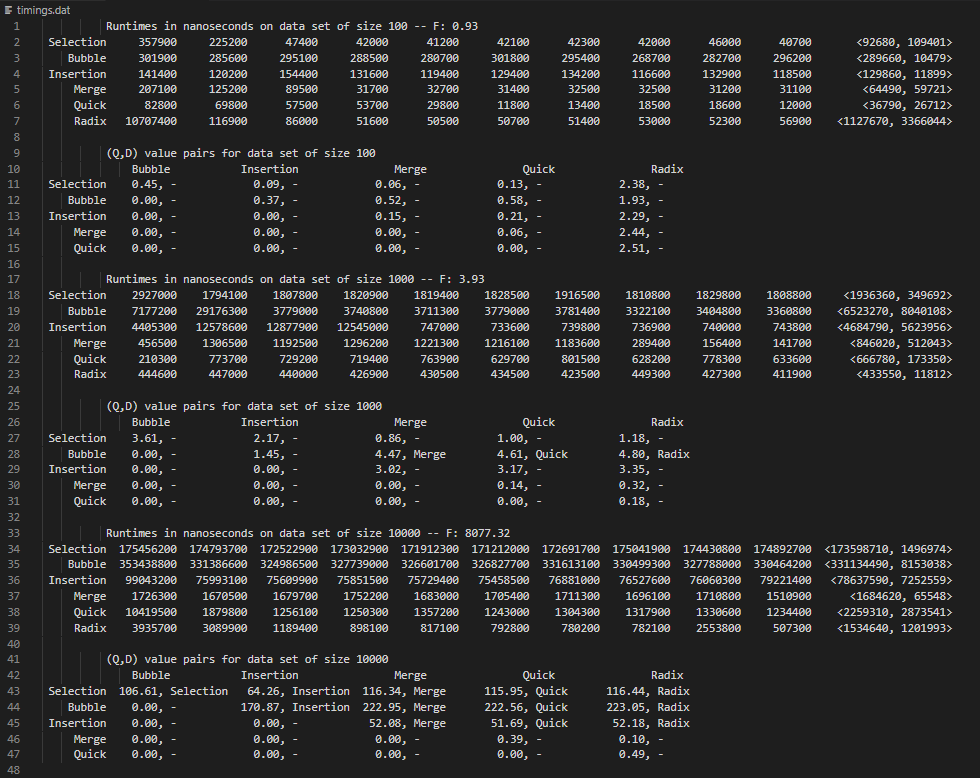 timings.dat
1 Runtimes in nanoseconds on data set of size 100 -- F: 0.93
2 Selection 357900 225200 47400 42000 41200 42100 42300 42000 46000 40700 <92680, 109401>
3 Bubble 301900 285600 295100 288500 280700 301800 295400 268700 282700 296200 <289660, 10479>
4 Insertion 141400 120200 154400 131600 119400 129400 134200 116600 132900 118500 <129860, 11899>
5 Merge 207100 125200 89500 31700 32700 31400 32500 32500 31200 31100 <64490, 59721>
6 Quick 82800 69800 57500 53700 29800 11800 13400 18500 18600 12000 <36790, 26712>
7 Radix 10707400 116900 86000 51600 50500 50700 51400 53000 52300 56900 <1127670, 3366044>
8
9 (Q,D) value pairs for data set of size 100
10 Bubble Insertion Merge Quick Radix
11 Selection 0.45, - 0.09, - 0.06, - 0.13, - 2.38, -
12 Bubble 0.00, - 0.37, - 0.52, - 0.58, - 1.93, -
13 Insertion 0.00, - 0.00, - 0.15, - 0.21, - 2.29, -
14 Merge 0.00, - 0.00, - 0.00, - 0.06, - 2.44, -
15 Quick 0.00, - 0.00, - 0.00, - 0.00, - 2.51, -
16
17 Runtimes in nanoseconds on data set of size 1000 -- F: 3.93
18 Selection 2927000 1794100 1807800 1820900 1819400 1828500 1916500 1810800 1829800 1808800 <1936360, 349692>
19 Bubble 7177200 29176300 3779000 3740800 3711300 3779000 3781400 3322100 3404800 3360800 <6523270, 8040108>
20 Insertion 4405300 12578600 12877900 12545000 747000 733600 739800 736900 740000 743800 <4684790, 5623956>
21 Merge 456500 1306500 1192500 1296200 1221300 1216100 1183600 289400 156400 141700 <846020, 512043>
22 Quick 210300 773700 729200 719400 763900 629700 801500 628200 778300 633600 <666780, 173350>
23 Radix 444600 447000 440000 426900 430500 434500 423500 449300 427300 411900 <433550, 11812>
24
25 (Q,D) value pairs for data set of size 1000
26 Bubble Insertion Merge Quick Radix
27 Selection 3.61, - 2.17, - 0.86, - 1.00, - 1.18, -
28 Bubble 0.00, - 1.45, - 4.47, Merge 4.61, Quick 4.80, Radix
29 Insertion 0.00, - 0.00, - 3.02, - 3.17, - 3.35, -
30 Merge 0.00, - 0.00, - 0.00, - 0.14, - 0.32, -
31 Quick 0.00, - 0.00, - 0.00, - 0.00, - 0.18, -
32
33 Runtimes in nanoseconds on data set of size 10000 -- F: 8077.32
34 Selection 175456200 174793700 172522900 173032900 171912300 171212000 172691700 175041900 174430800 174892700 <173598710, 1496974>
35 Bubble 353438800 331386600 324986500 327739000 326601700 326827700 331613100 330499300 327788000 330464200 <331134490, 8153038>
36 Insertion 99043200 75993100 75609900 75851500 75729400 75458500 76881000 76527600 76060300 79221400 <78637590, 7252559>
37 Merge 1726300 1670500 1679700 1752200 1683000 1705400 1711300 1696100 1710800 1510900 <1684620, 65548>
38 Quick 10419500 1879800 1256100 1250300 1357200 1243000 1304300 1317900 1330600 1234400 <2259310, 2873541>
39 Radix 3935700 3089900 1189400 898100 817100 792800 780200 782100 2553800 507300 <1534640, 1201993>
40
41 (Q,D) value pairs for data set of size 10000
42 Bubble Insertion Merge Quick Radix
43 Selection 106.61, Selection 64.26, Insertion 116.34, Merge 115.95, Quick 116.44, Radix
44 Bubble 0.00, - 170.87, Insertion 222.95, Merge 222.56, Quick 223.05, Radix
45 Insertion 0.00, - 0.00, - 52.08, Merge 51.69, Quick 52.18, Radix
46 Merge 0.00, - 0.00, - 0.00, - 0.39, - 0.10, -
47 Quick 0.00, - 0.00, - 0.00, - 0.00, - 0.49, -
48